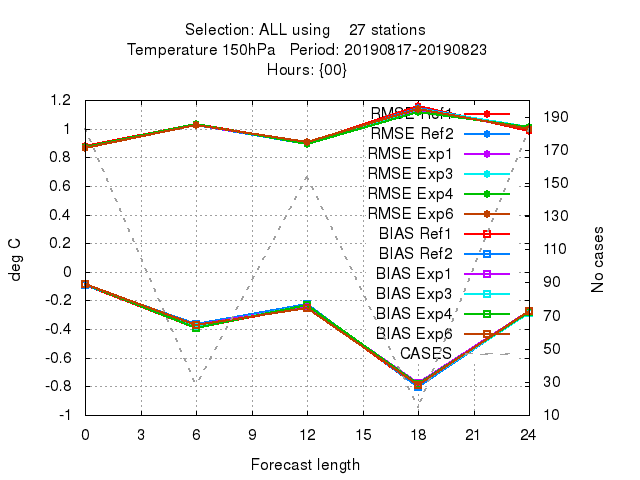 Selection: ALL using 27 stations
Temperature 150hPa Period: 20190817-20190823
Hours: {00}
1.2
1
0.8
0.6
0.4
0.2
0
-0.2
-0.4
-0.6
-0.8
-1
deg C
RMSE Ref1
RMSE Ref2
RMSE Exp1
RMSE Exp3
RMSE Exp4
RMSE Exp6
BIAS Ref1
BIAS Ref2
BIAS Exp1
BIAS Exp3
BIAS Exp4
BIAS Exp6
CASES
190
170
150
130
110
90
70
50
30
10
No cases
0 3 6 9 12 15 18 21 24
Forecast length